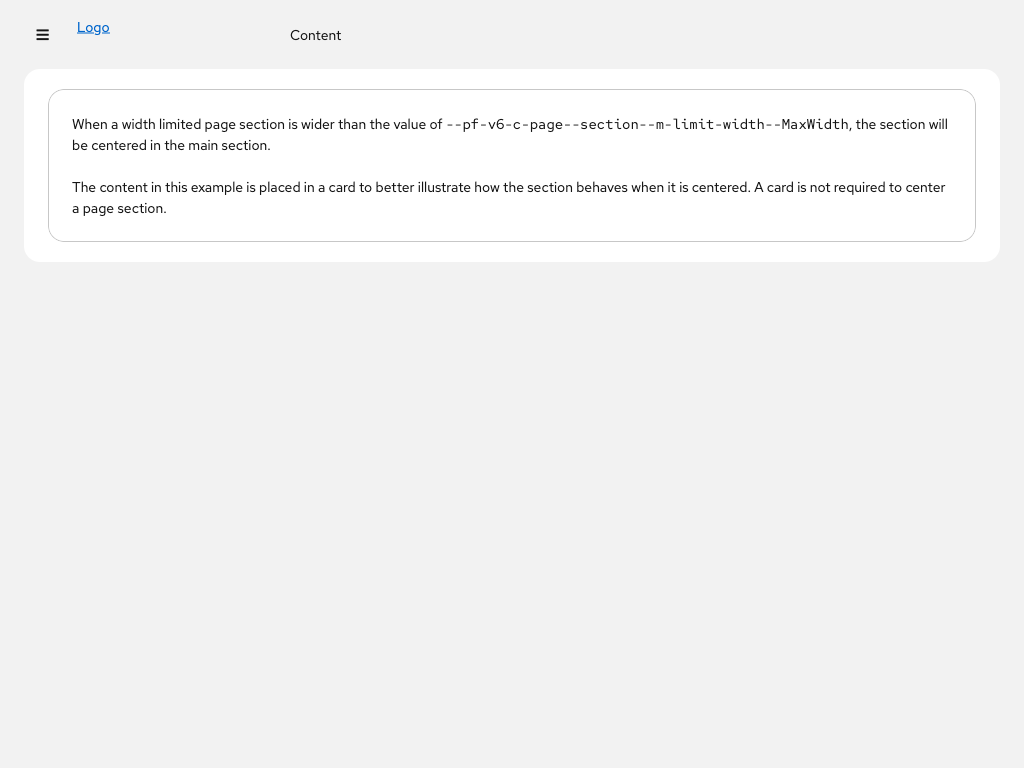 Logo
Content
When a width limited page section is wider than the value of --pf-v6-c-page--section--m-limit-width--MaxWidth, the section will
be centered in the main section.
The content in this example is placed in a card to better illustrate how the section behaves when it is centered. A card is not required to center
a page section.